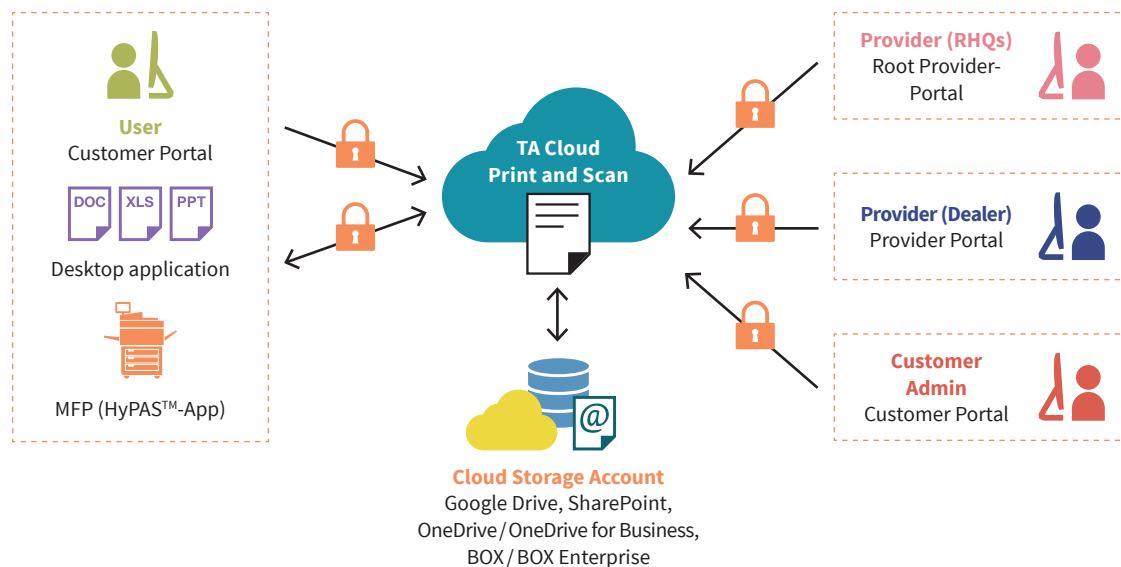 User
Customer Portal
DOC XLS PPT
Desktop application
MFP (HyPAS™-App)
TA Cloud
Print and Scan
@
Cloud Storage Account
Google Drive, SharePoint,
OneDrive / OneDrive for Business,
BOX / BOX Enterprise
Provider (RHQs)
Root Provider-
Portal
Provider (Dealer)
Provider Portal
Customer
Admin
Customer Portal